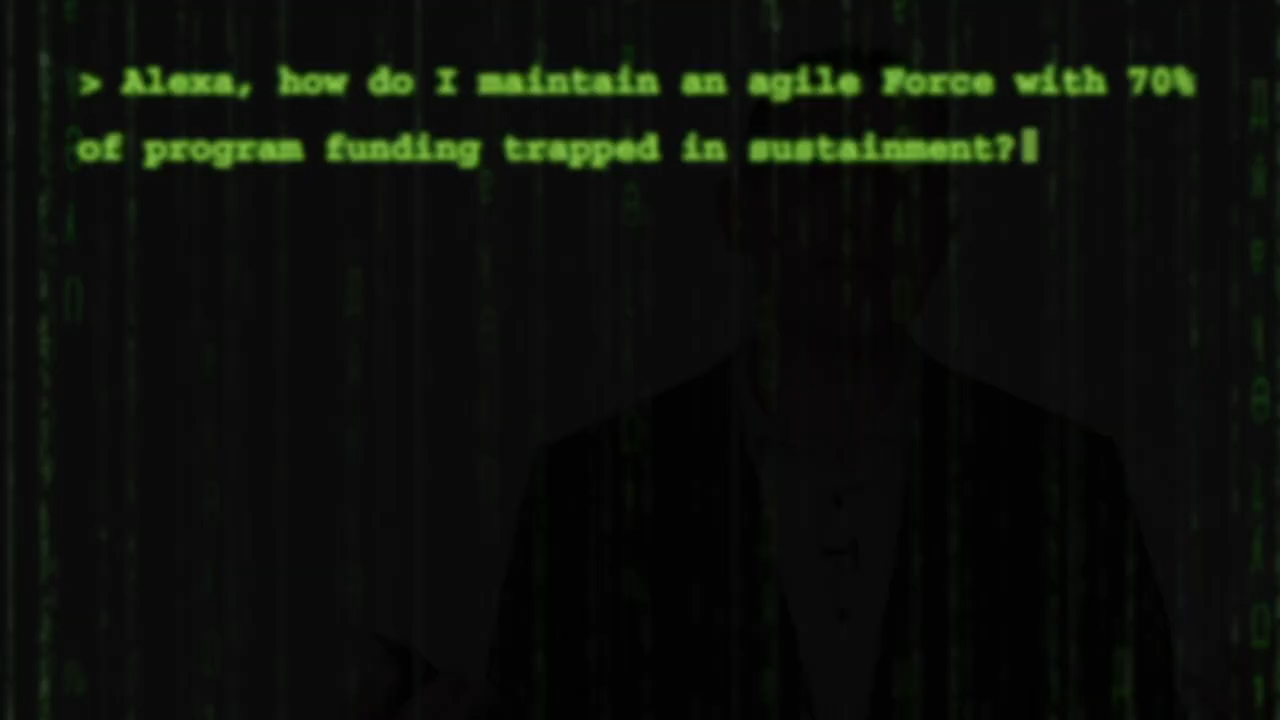 > Alexa, how do I maintain an agile Force with 70%
of program funding trapped in sustainment?